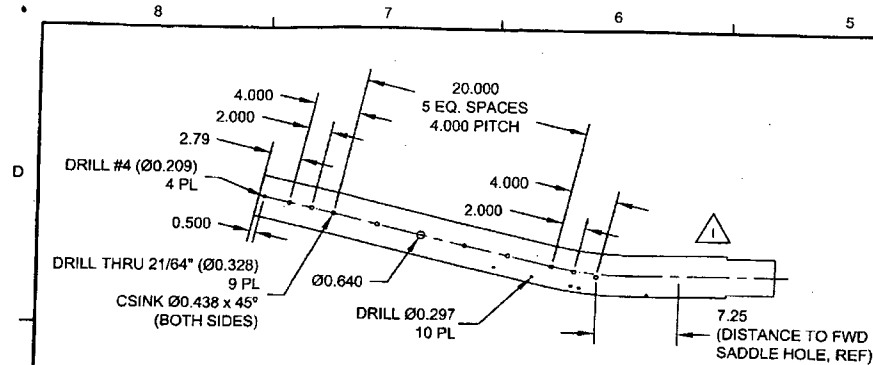 8
7
6
5
D
4.000
2.000
2.79
20.000
5 EQ. SPACES
4.000 PITCH
DRILL #4 (Ø0.209)
4 PL
0.500
4.000
2.000
1
DRILL THRU 21/64" (Ø0.328)
9 PL
CSINK Ø0.438 x 45°
(BOTH SIDES)
Ø0.640
DRILL Ø0.297
10 PL
7.25
(DISTANCE TO FWD
SADDLE HOLE, REF)